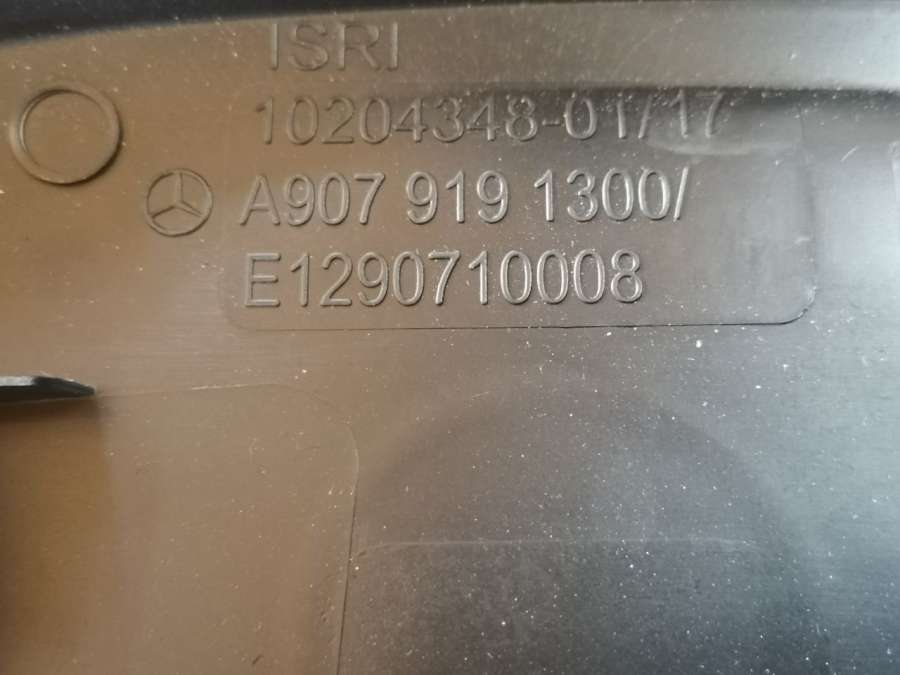 ISRI
10204348-01/17
A907 919 1300/
E1290710008